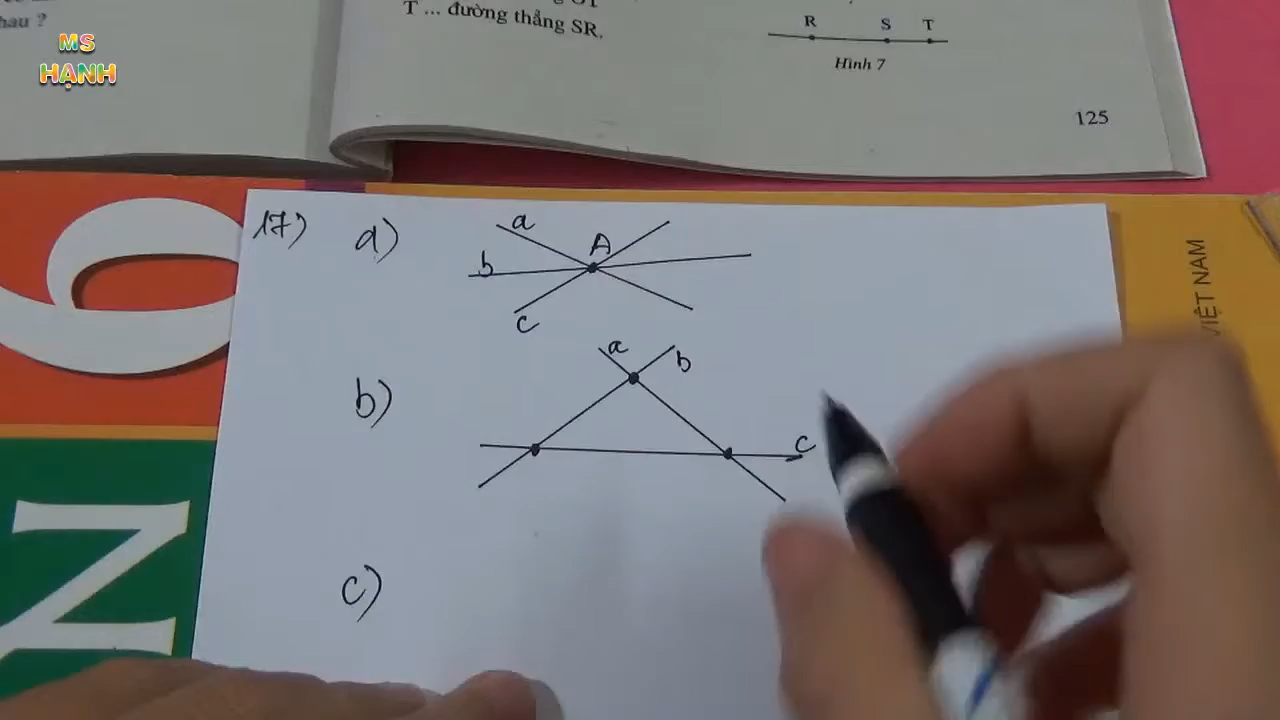 hau ?
MS
HẠNH
T ... đường thẳng SR.
R S T
Hình 7
125
17) a)
a
A
b
c
b)
a b
c
c)
VIỆT NAM